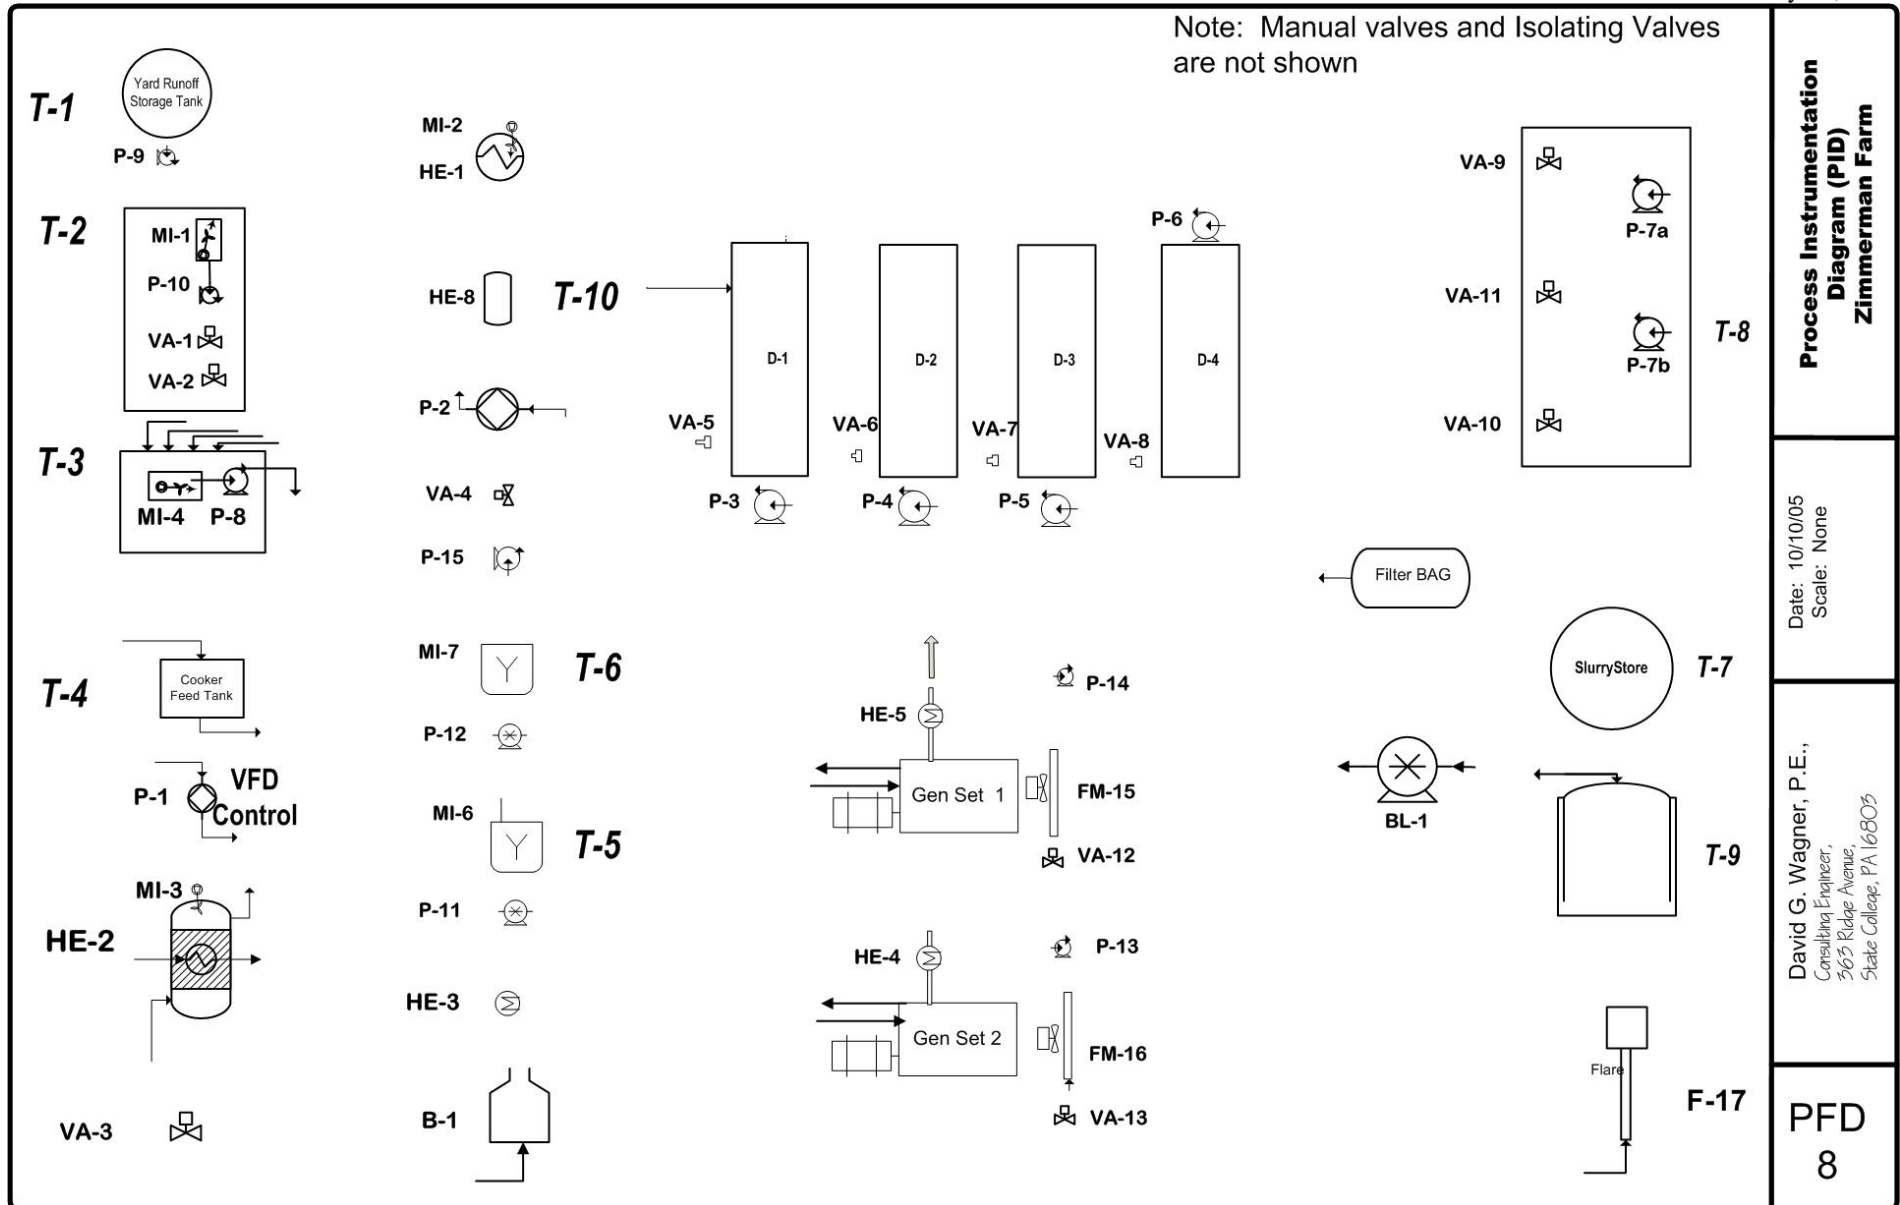 Note: Manual valves and Isolating Valves
are not shown
T-1
Yard Runoff
Storage Tank
P-9
T-2
MI-1
P-10
VA-1
VA-2
T-3
MI-4
P-8
T-4
Cooker
Feed Tank
P-1
VFD
Control
MI-3
HE-2
VA-3
MI-2
HE-1
HE-8
T-10
P-2
VA-4
P-15
MI-7
T-6
P-12
MI-6
T-5
P-11
HE-3
B-1
D-1
D-2
D-3
D-4
P-6
VA-5
VA-6
VA-7
VA-8
P-3
P-4
P-5
HE-5
P-14
Gen Set 1
FM-15
VA-12
HE-4
P-13
Gen Set 2
FM-16
VA-13
VA-9
P-7a
VA-11
P-7b
T-8
VA-10
Filter BAG
SlurryStore
T-7
BL-1
T-9
Flare
F-17
Process Instrumentation
Diagram (PID)
Zimmerman Farm
Date: 10/10/05
Scale: None
David G. Wagner, P.E.,
Consulting Engineer,
363 Ridge Avenue,
State College, PA 16803
PFD
8